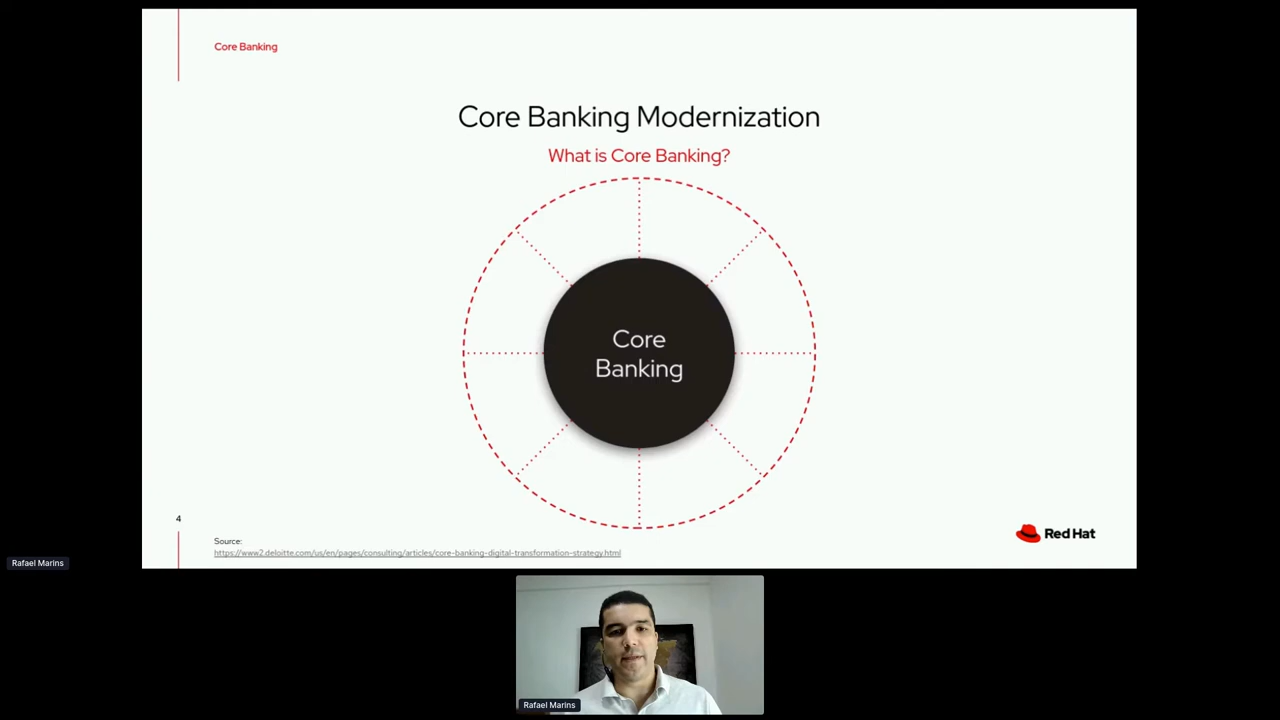 Core Banking
Core Banking Modernization
What is Core Banking?
Core
Banking
4
Source:
https://www2.deloitte.com/us/en/pages/consulting/articles/core-banking-digital-transformation-strategy.html
Red Hat
Rafael Marins
Rafael Marins